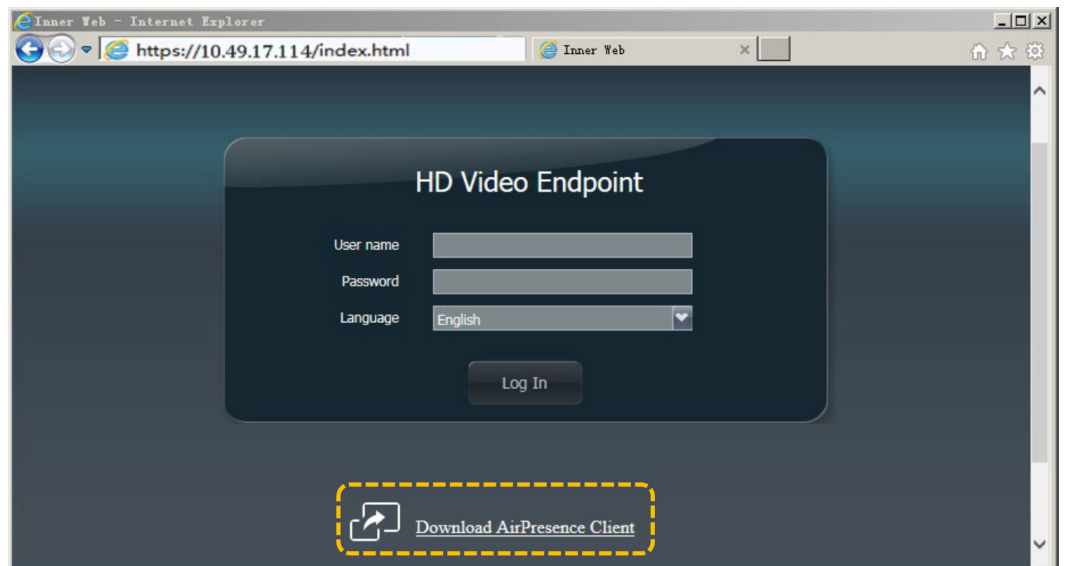 Inner Web - Internet Explorer
https://10.49.17.114/index.html
Inner Web
HD Video Endpoint
User name
Password
Language
English
Log In
Download AirPresence Client